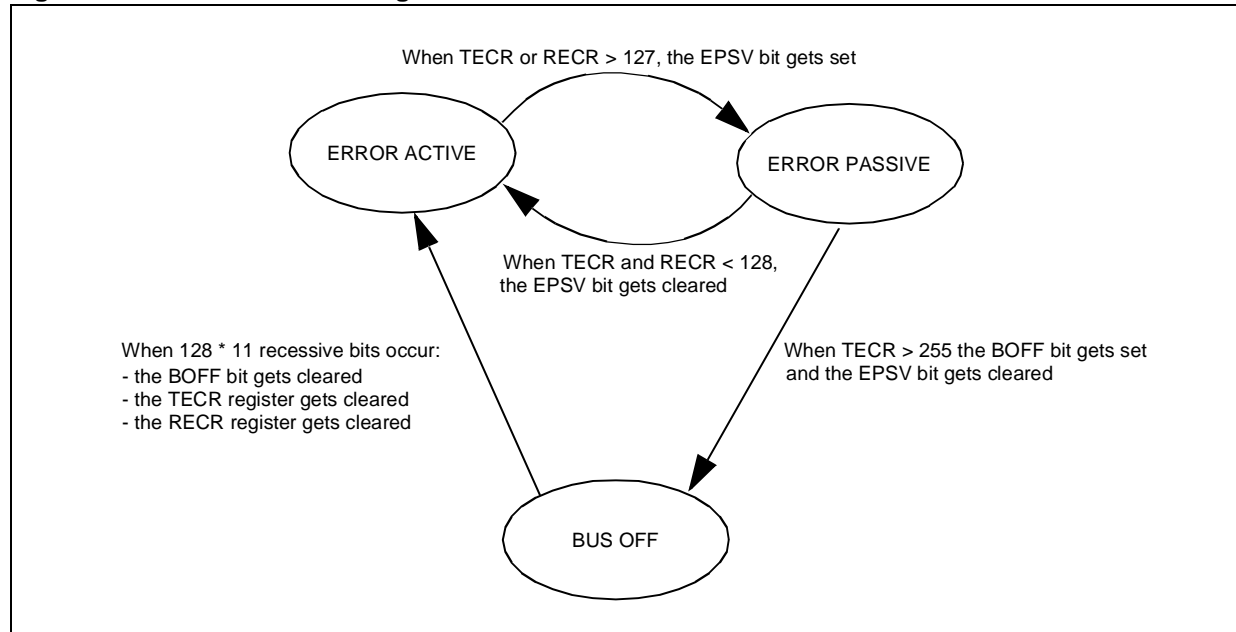 When TECR or RECR > 127, the EPSV bit gets set
ERROR ACTIVE
ERROR PASSIVE
When TECR and RECR < 128,
the EPSV bit gets cleared
When 128 * 11 recessive bits occur:
- the BOFF bit gets cleared
- the TECR register gets cleared
- the RECR register gets cleared
When TECR > 255 the BOFF bit gets set
and the EPSV bit gets cleared
BUS OFF